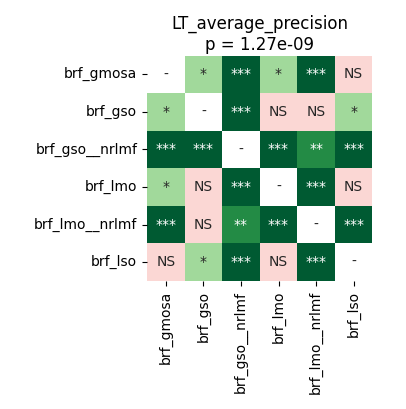 LT_average_precision
p = 1.27e-09
brf_gmosa - * *** * *** NS
brf_gso * - *** NS NS *
brf_gso__nrlmf *** *** - *** ** ***
brf_lmo * NS *** - *** NS
brf_lmo__nrlmf *** NS ** *** - ***
brf_lso NS * *** NS *** -
brf_gmosa
brf_gso
brf_gso__nrlmf
brf_lmo
brf_lmo__nrlmf
brf_lso